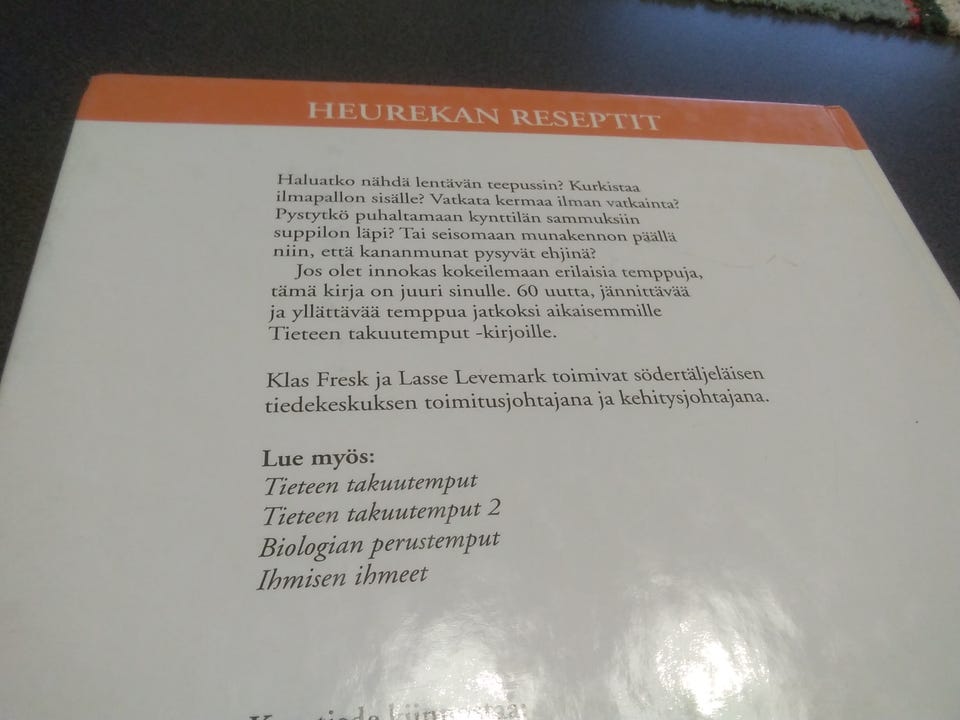 HEUREKAN RESEPTIT
Haluatko nähdä lentävän teepussin? Kurkistaa
ilmapallon sisälle? Vatkata kermaa ilman vatkainta?
Pystytkö puhaltamaan kynttilän sammuksiin
suppilon läpi? Tai seisomaan munakennon päällä
niin, että kananmunat pysyvät ehjinä?
Jos olet innokas kokeilemaan erilaisia temppuja,
tämä kirja on juuri sinulle. 60 uutta, jännittävää
ja yllättävää temppua jatkoksi aikaisemmille
Tieteen takuutemput -kirjoille.
Klas Fresk ja Lasse Levemark toimivat södertäljeläisen
tiedekeskuksen toimitusjohtajana ja kehitysjohtajana.
Lue myös:
Tieteen takuutemput
Tieteen takuutemput 2
Biologian perustemput
Ihmisen ihmeet